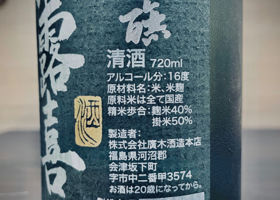 露喜
清酒 720ml
アルコール分：16度
原材料名：米、米麹
原料米は全て国産
精米歩合：麹米40%
掛米40%
製造者：
株式会社廣木酒造本店
福島県河沼郡
会津坂下町
字市中二番甲3574
お酒は20歳になってから。